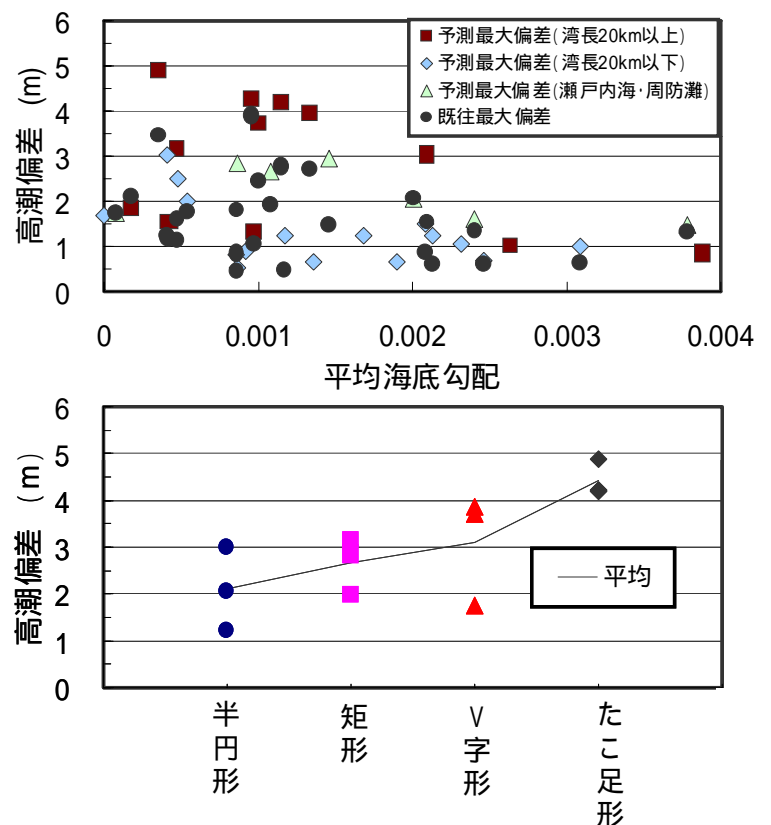 6
5
4
3
2
1
0
高潮偏差 (m)
予測最大偏差(湾長20km以上)
予測最大偏差(湾長20km以下)
予測最大偏差(瀬戸内海・周防灘)
既往最大偏差
0 0.001 0.002 0.003 0.004
平均海底勾配
6
5
4
3
2
1
0
高潮偏差 (m)
平均
半円形
矩形
V字形
たこ足形